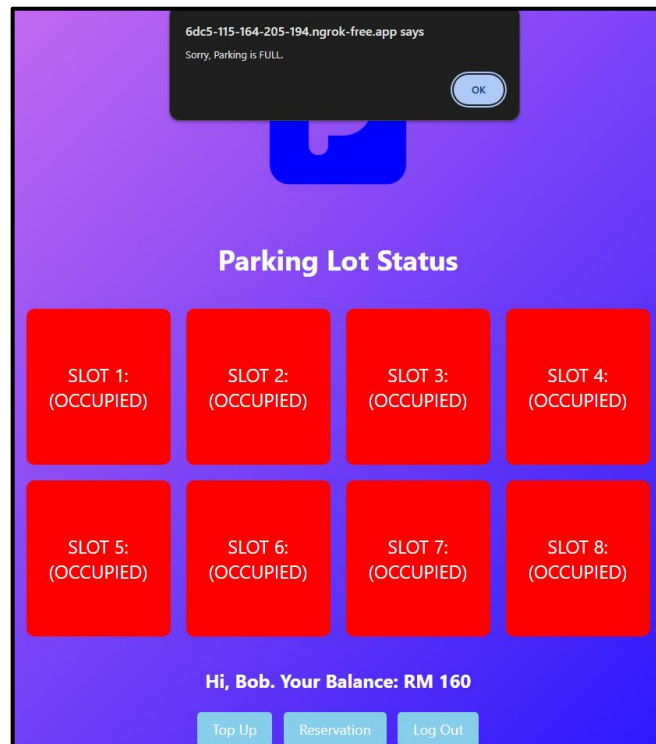 6dc5-115-164-205-194.ngrok-free.app says
Sorry, Parking is FULL.
OK
Parking Lot Status
SLOT 1:
(OCCUPIED)
SLOT 2:
(OCCUPIED)
SLOT 3:
(OCCUPIED)
SLOT 4:
(OCCUPIED)
SLOT 5:
(OCCUPIED)
SLOT 6:
(OCCUPIED)
SLOT 7:
(OCCUPIED)
SLOT 8:
(OCCUPIED)
Hi, Bob. Your Balance: RM 160
Top Up
Reservation
Log Out